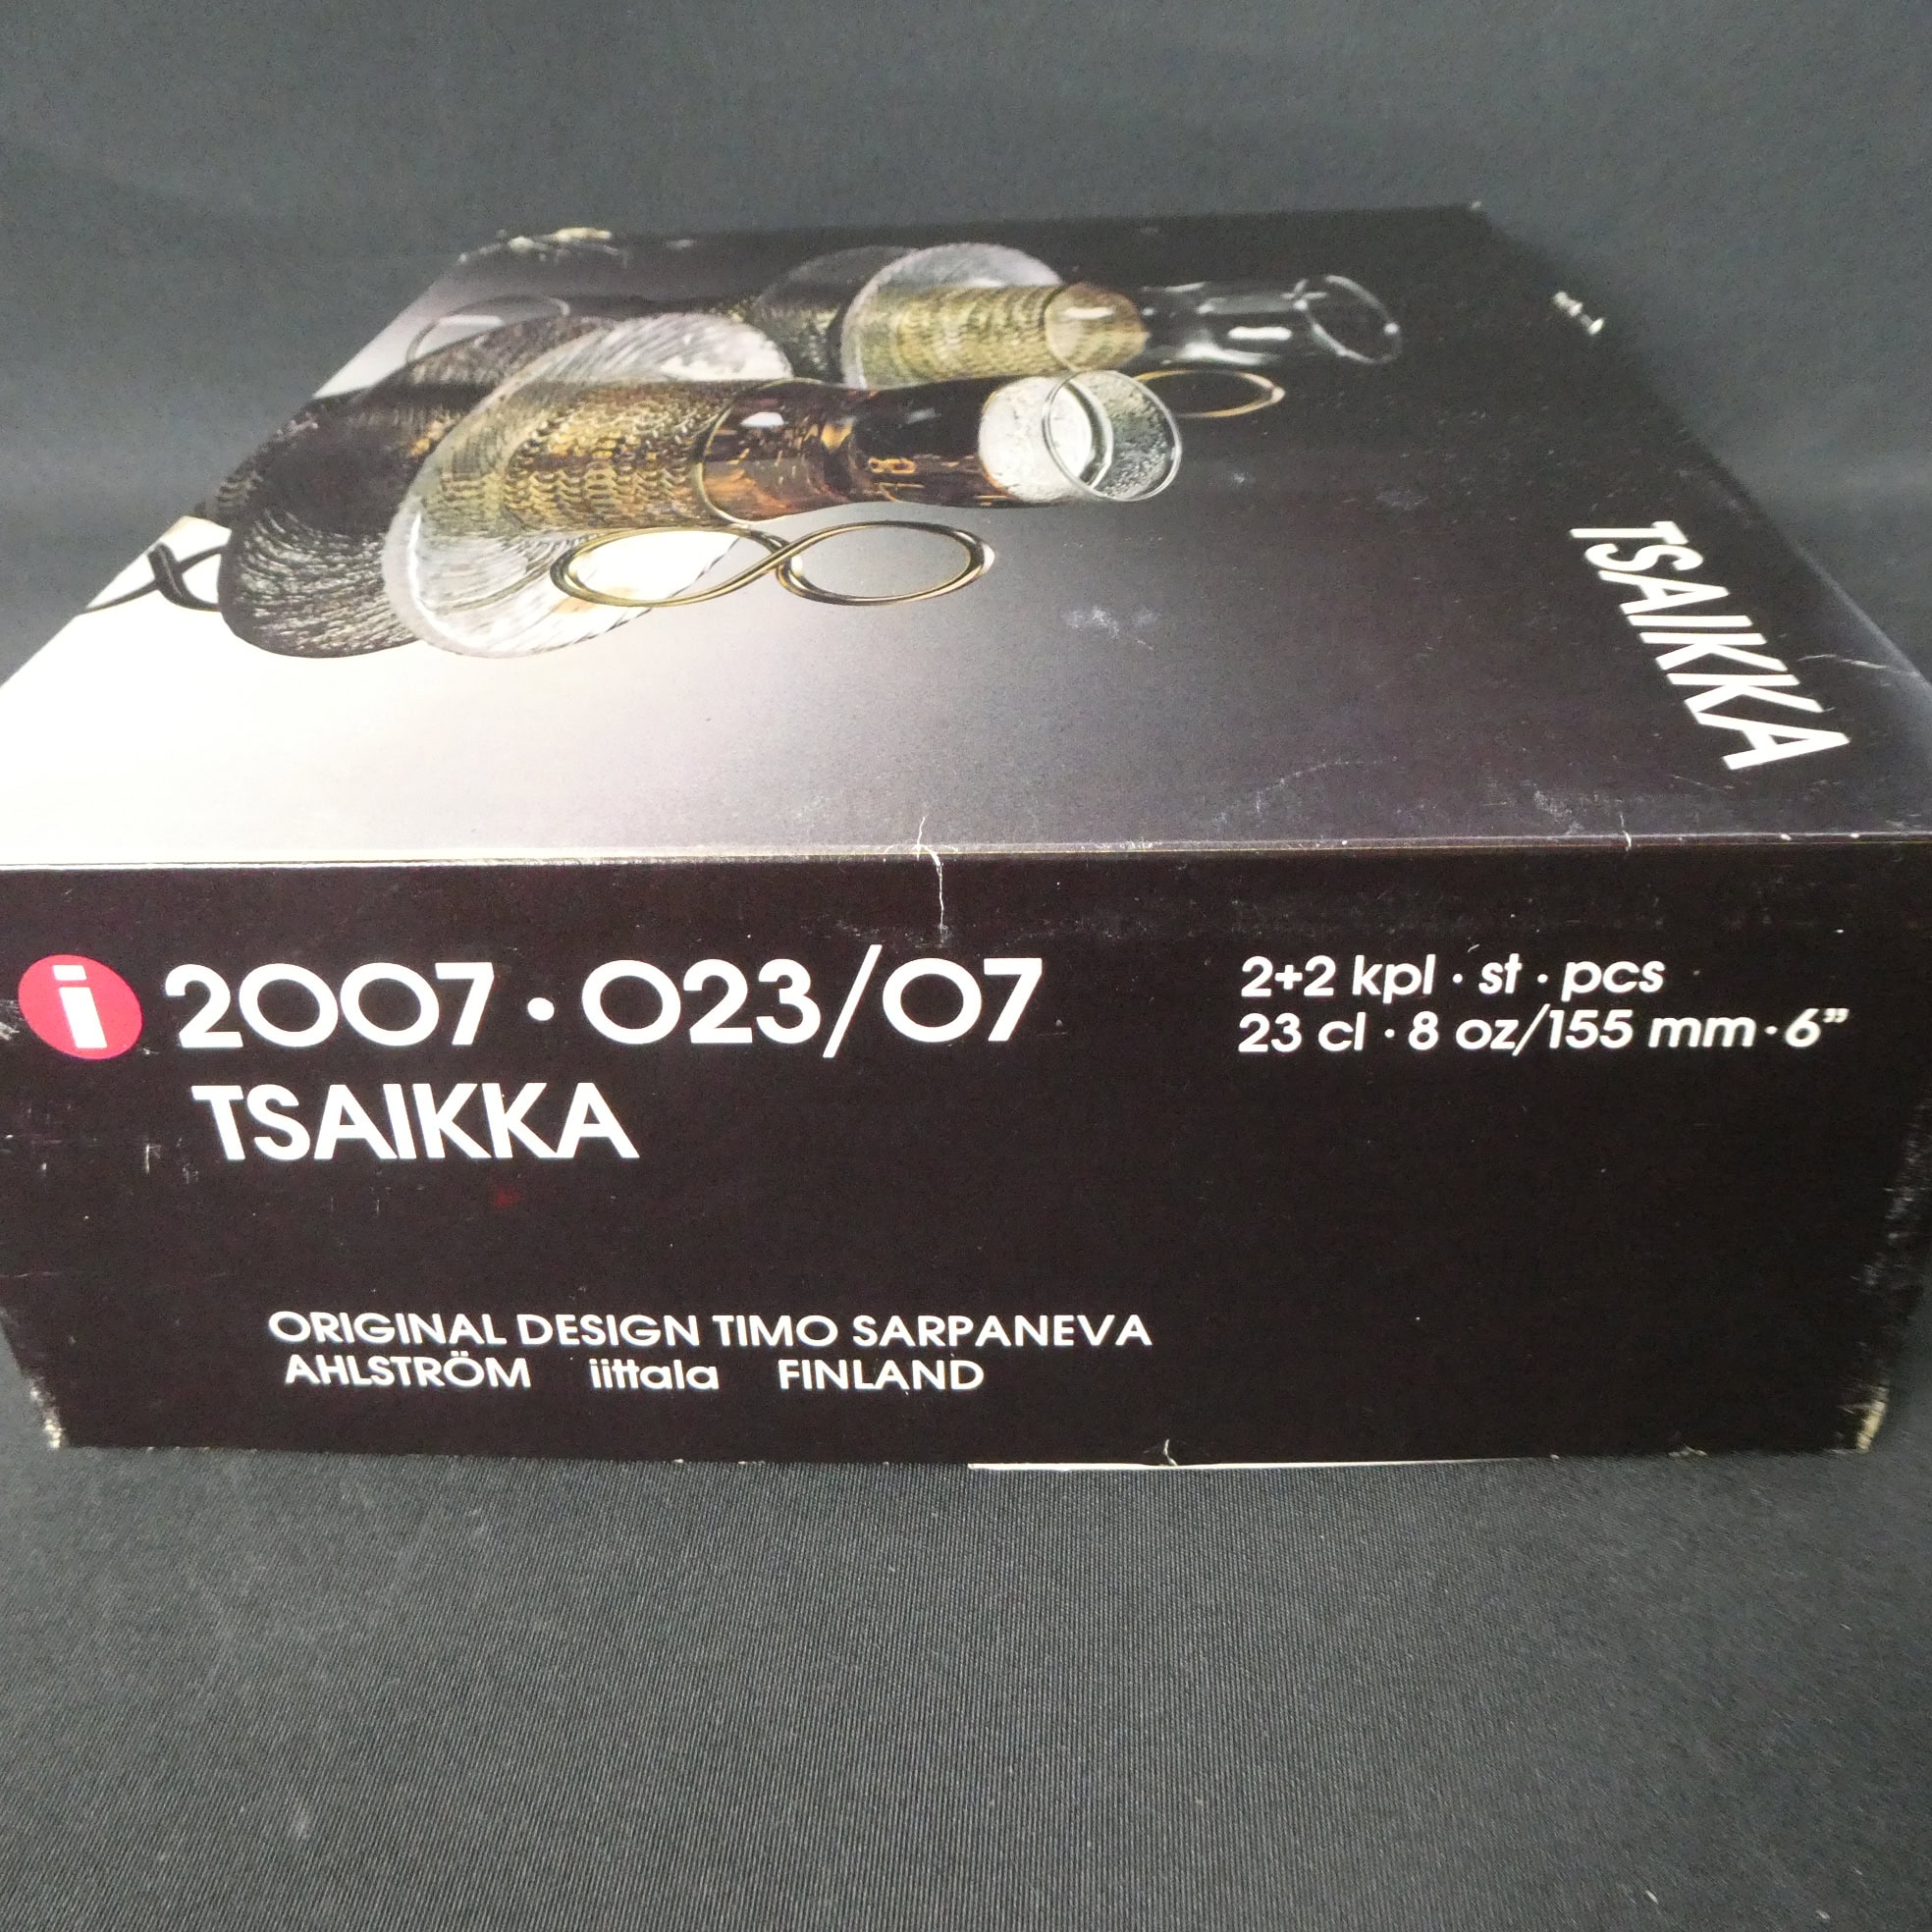 TSAIKKA
i 2007 · 023/07
TSAIKKA
2+2 kpl · st · pcs
23 cl · 8 oz/155 mm · 6”
ORIGINAL DESIGN TIMO SARPANEVA
AHLSTRÖM iittala FINLAND